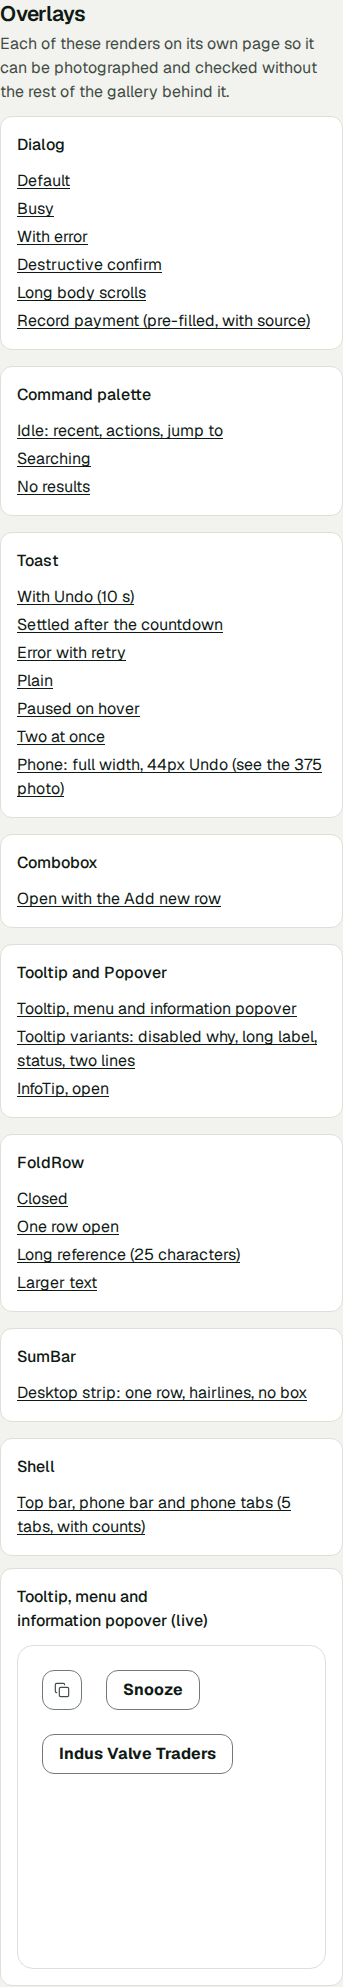 Overlays
Each of these renders on its own page so it
can be photographed and checked without
the rest of the gallery behind it.
Dialog
Default
Busy
With error
Destructive confirm
Long body scrolls
Record payment (pre-filled, with source)
Command palette
Idle: recent, actions, jump to
Searching
No results
Toast
With Undo (10 s)
Settled after the countdown
Error with retry
Plain
Paused on hover
Two at once
Phone: full width, 44px Undo (see the 375
photo)
Combobox
Open with the Add new row
Tooltip and Popover
Tooltip, menu and information popover
Tooltip variants: disabled why, long label,
status, two lines
InfoTip, open
FoldRow
Closed
One row open
Long reference (25 characters)
Larger text
SumBar
Desktop strip: one row, hairlines, no box
Shell
Top bar, phone bar and phone tabs (5
tabs, with counts)
Tooltip, menu and
information popover (live)
Snooze
Indus Valve Traders